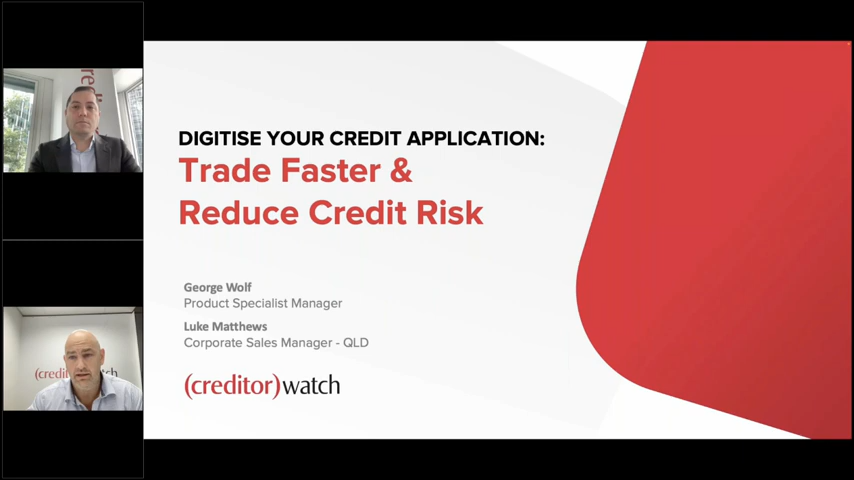 DIGITISE YOUR CREDIT APPLICATION:
Trade Faster &
Reduce Credit Risk
George Wolf
Product Specialist Manager
Luke Matthews
Corporate Sales Manager - QLD
(creditor)watch